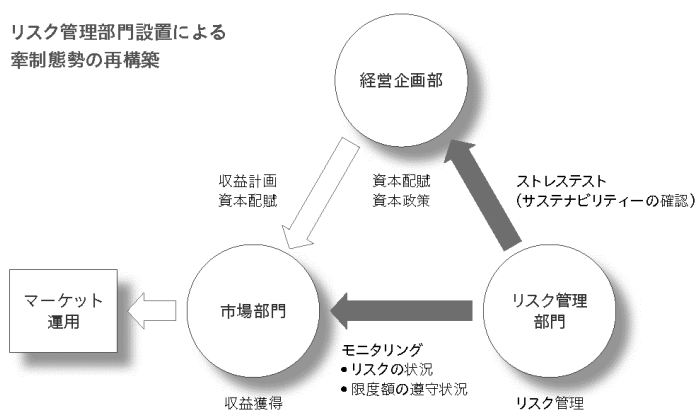 リスク管理部門設置による
牽制態勢の再構築
経営企画部
収益計画
資本配賦
資本配賦
資本政策
ストレステスト
（サステナビリティーの確認）
マーケット
運用
市場部門
リスク管理
部門
モニタリング
●リスクの状況
●限度額の遵守状況
収益獲得
リスク管理